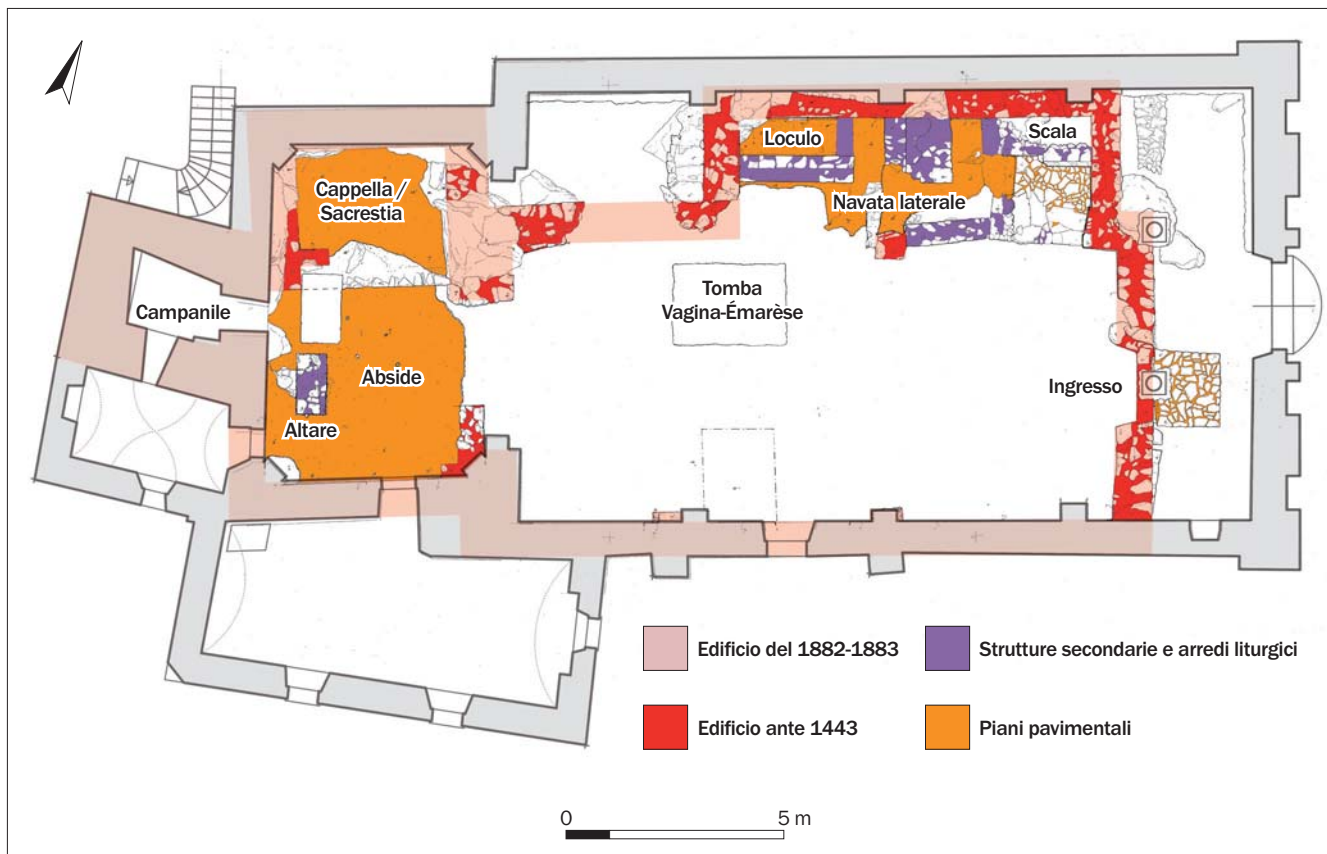 Loculo
Scala
Cappella /
Sacrestia
Navata laterale
Campanile
Tomba
Vagina-Émarèse
Abside
Ingresso
Altare
Edificio del 1882-1883
Strutture secondarie e arredi liturgici
Edificio ante 1443
Piani pavimentali
0
5 m